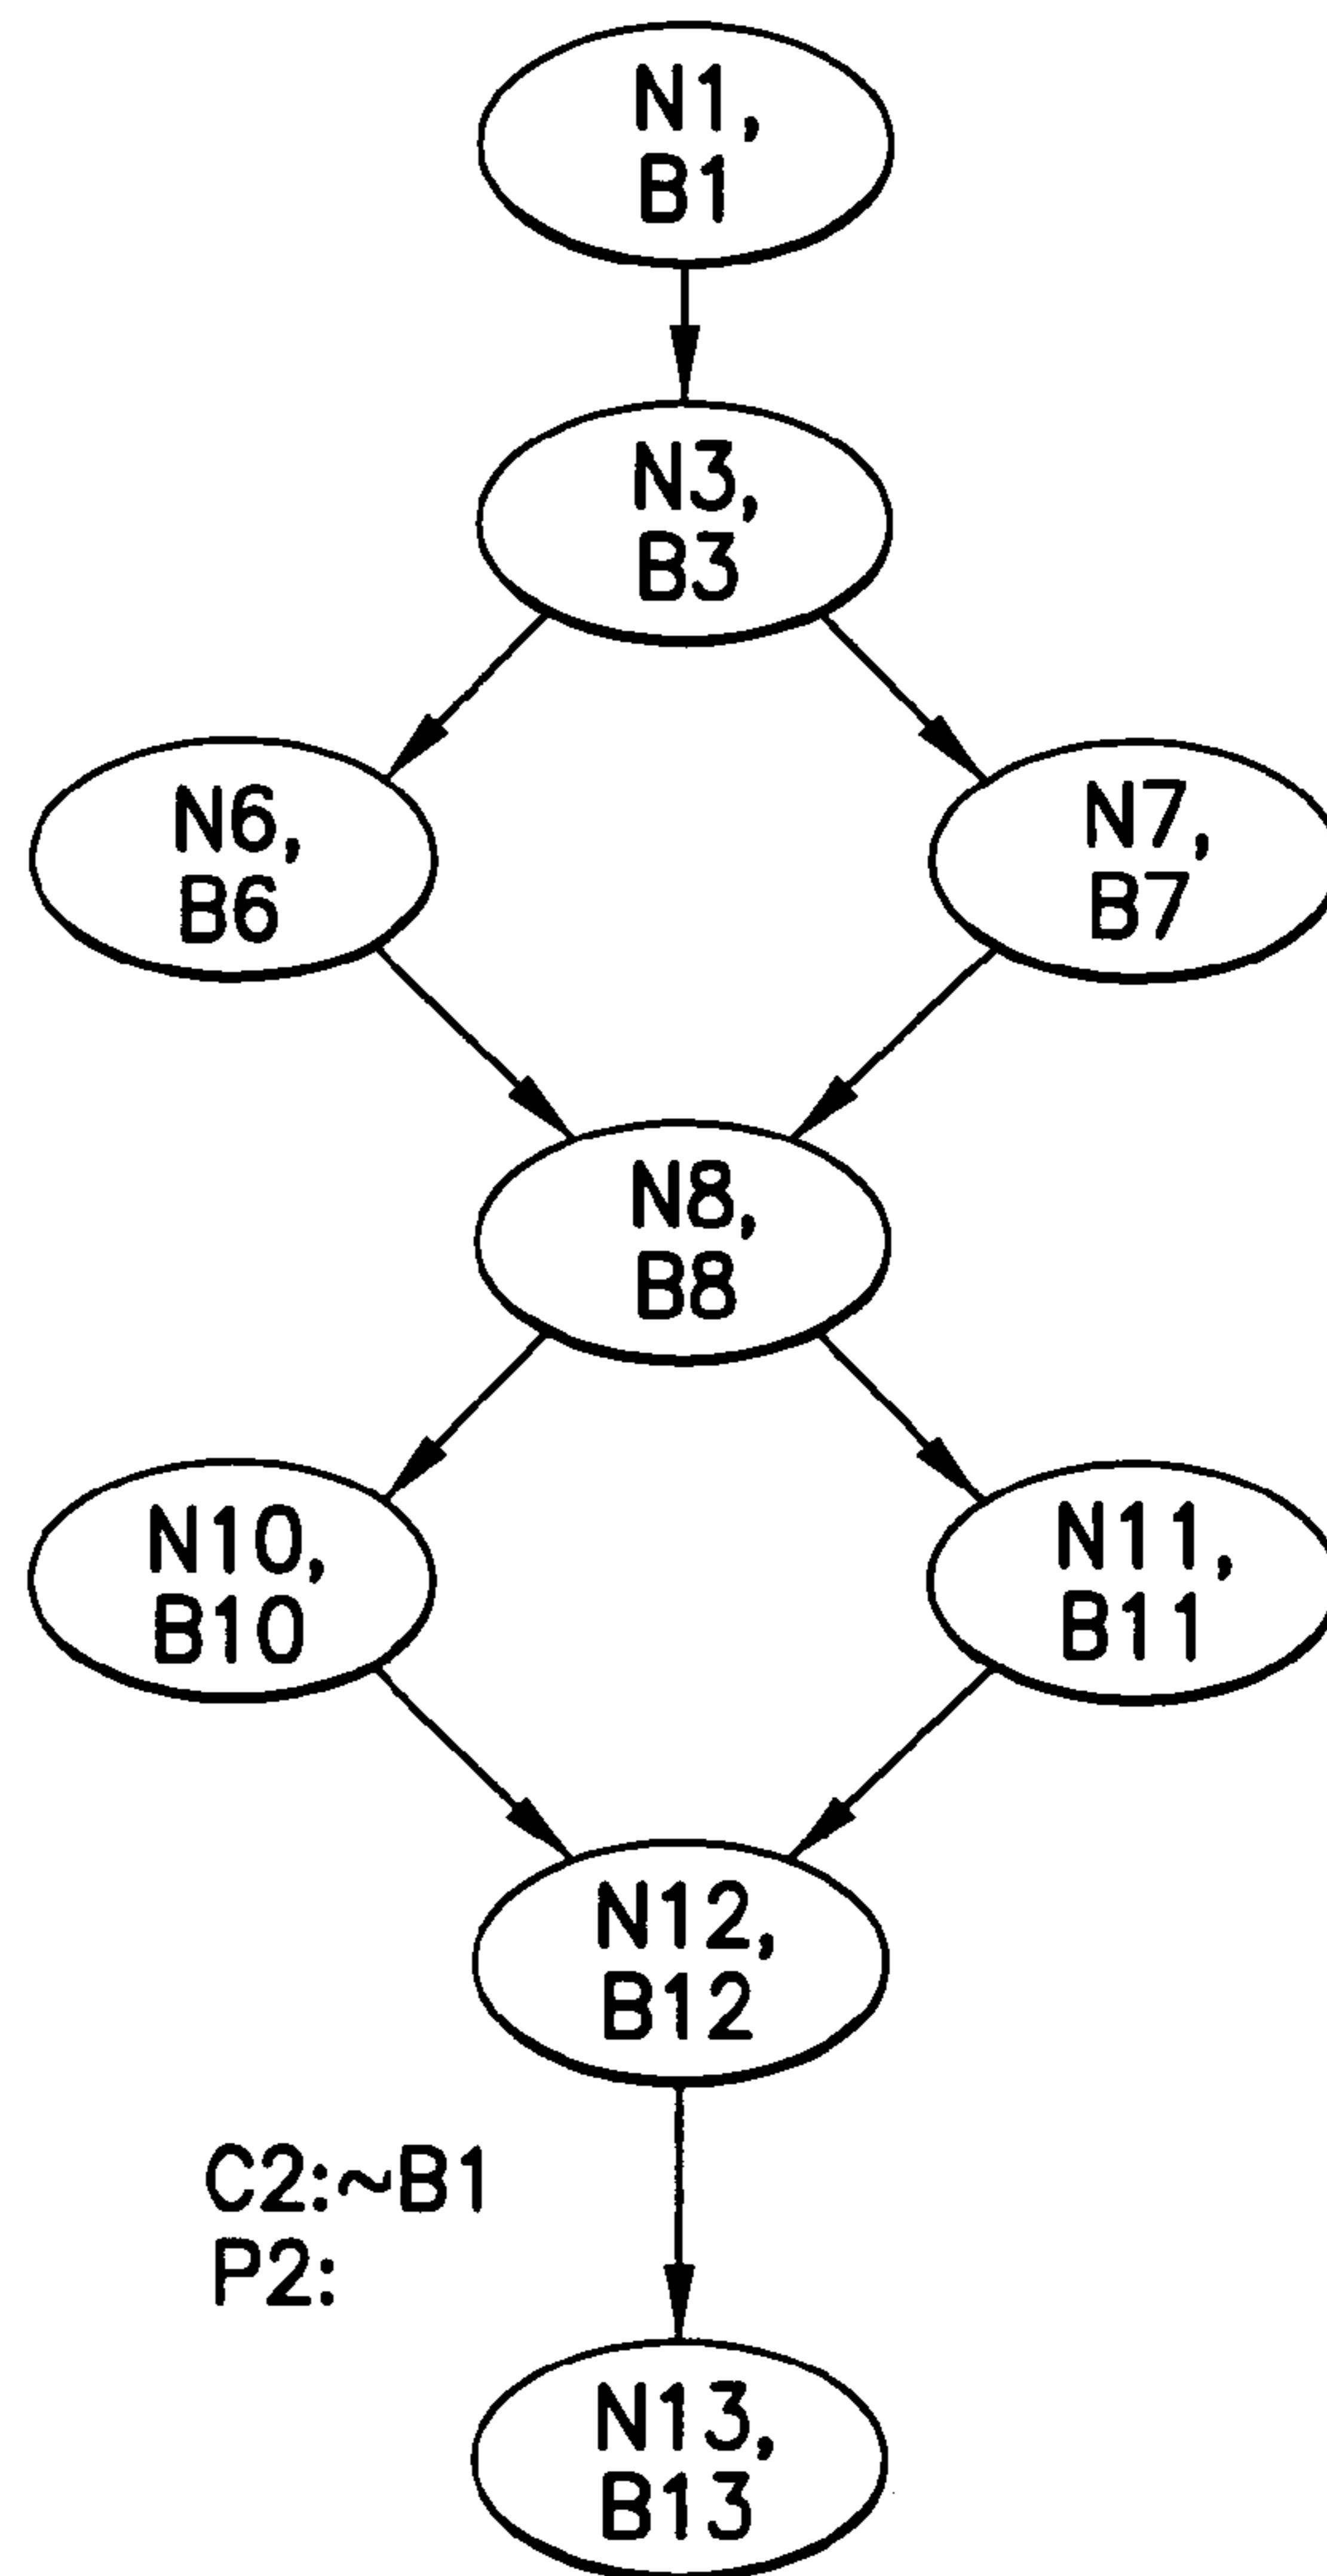 N1,
B1
N3,
B3
N6,
B6
N7,
B7
N8,
B8
N10,
B10
N11,
B11
N12,
B12
C2:~B1
P2:
N13,
B13